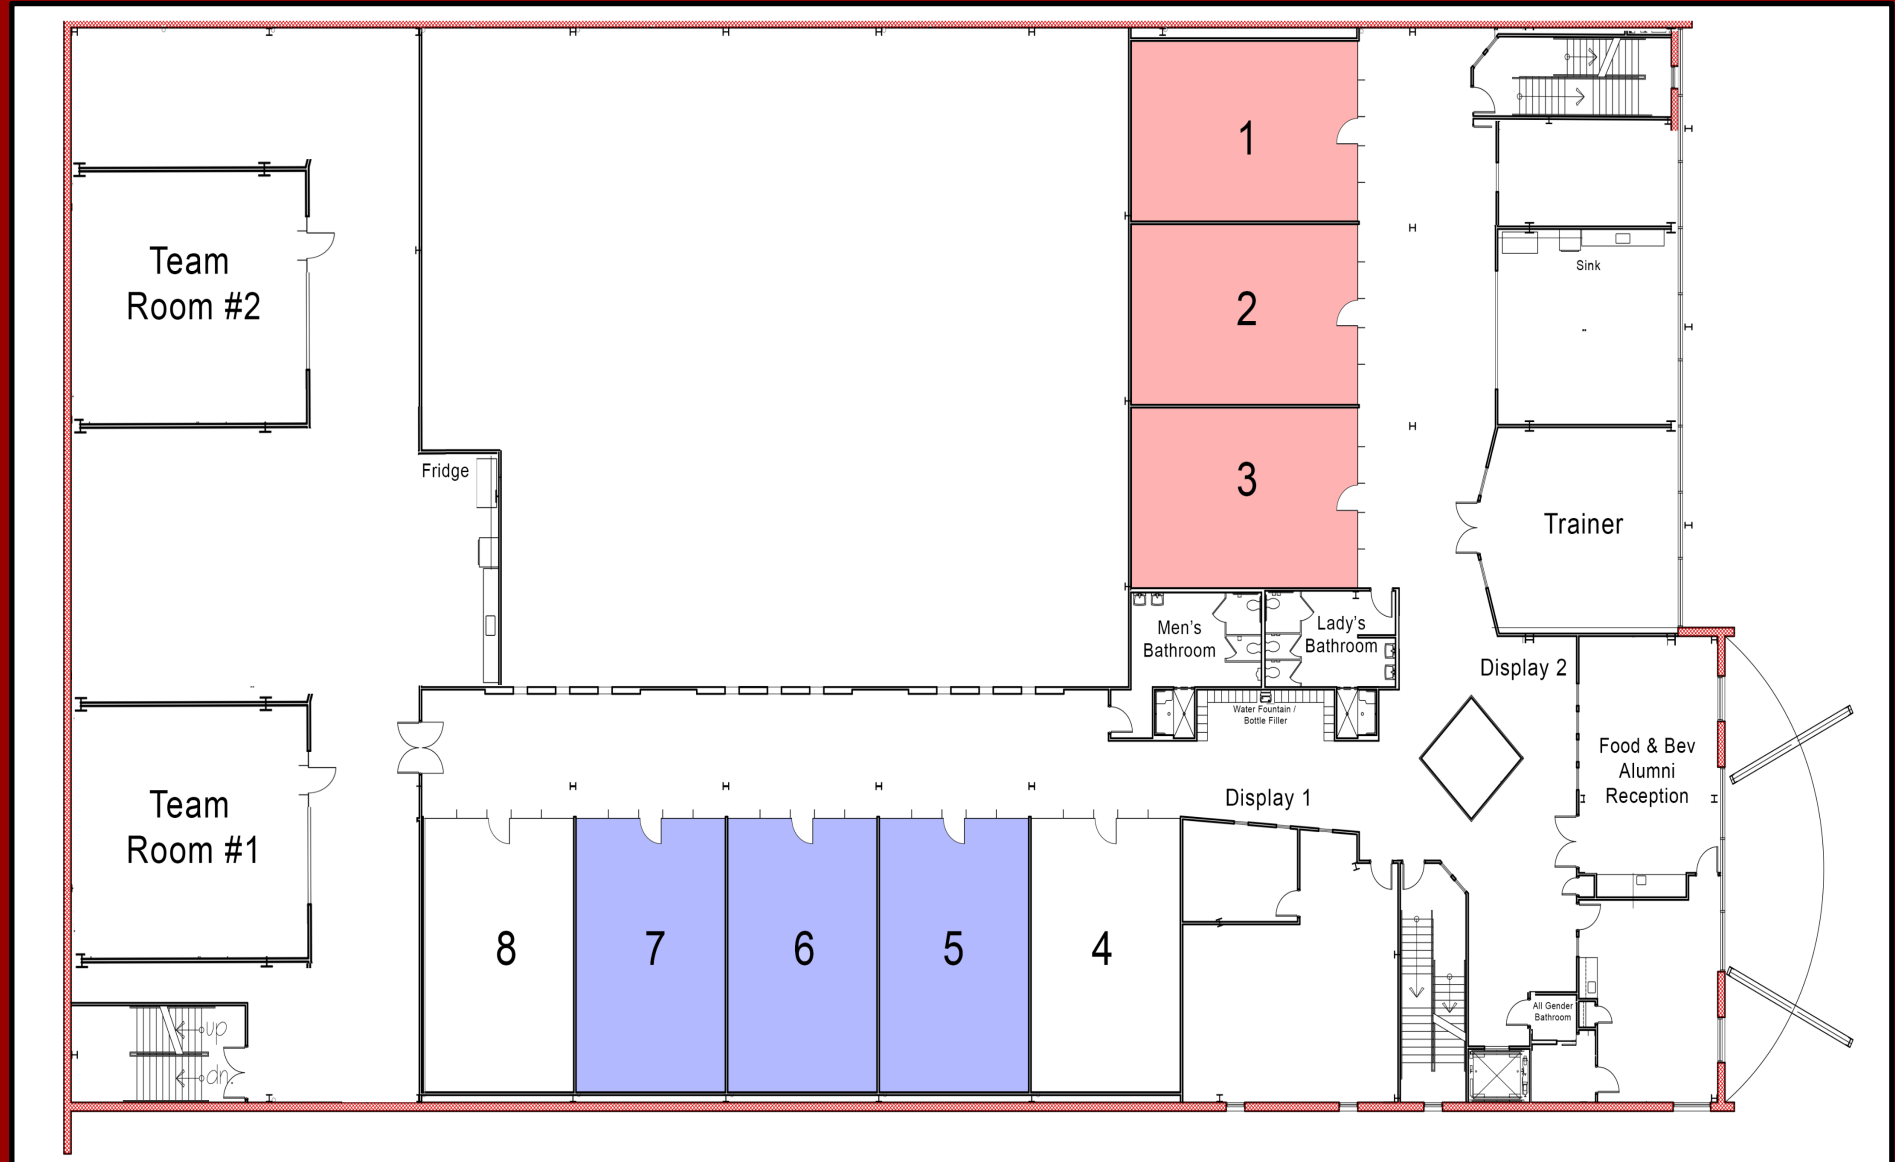 1
Team
Room #2
2
Sink
Fridge
3
Trainer
Men's
Bathroom
Lady's
Bathroom
Display 2
Water Fountain /
Bottle Filler
Food & Bev
Alumni
Reception
Display 1
Team
Room #1
8
7
6
5
4
All Gender
Bathroom
up
dn.